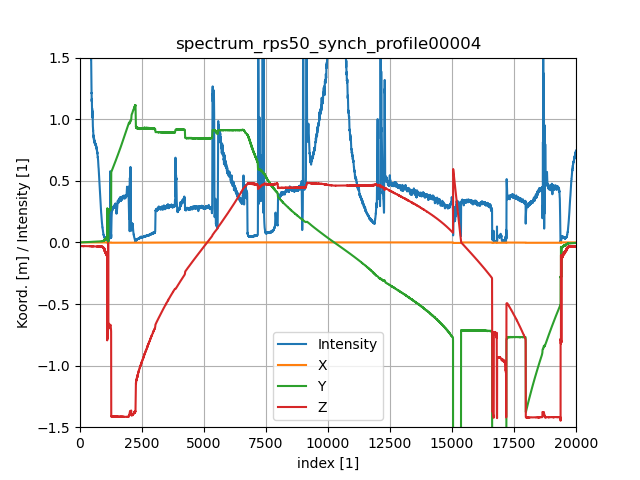 spectrum_rps50_synch_profile00004
Koord. [m] / Intensity [1]
1.5
1.0
0.5
0.0
−0.5
−1.0
−1.5
Intensity
X
Y
Z
0 2500 5000 7500 10000 12500 15000 17500 20000
index [1]